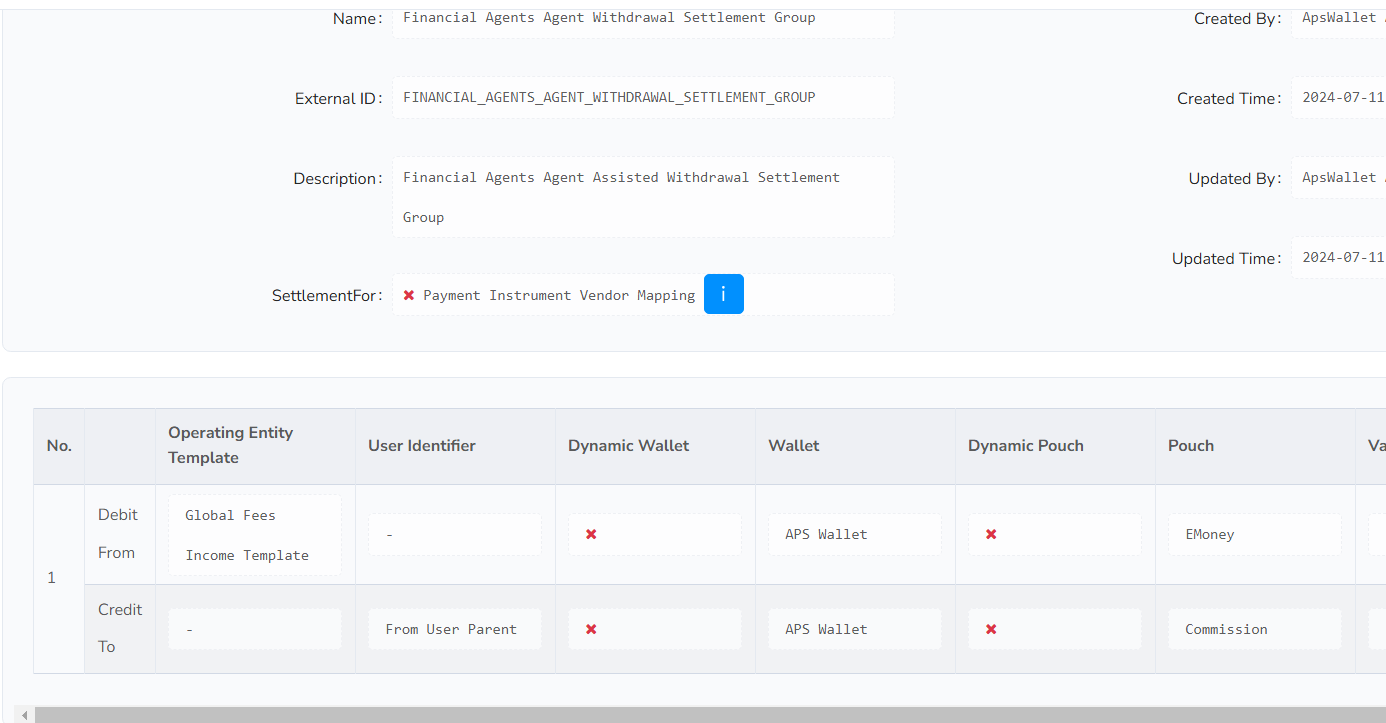 Name: Financial Agents Agent Withdrawal Settlement Group
Created By: ApsWallet
External ID: FINANCIAL_AGENTS_AGENT_WITHDRAWAL_SETTLEMENT_GROUP
Created Time: 2024-07-11
Description: Financial Agents Agent Assisted Withdrawal Settlement
Group
Updated By: ApsWallet
Updated Time: 2024-07-11
SettlementFor: ✖ Payment Instrument Vendor Mapping i
No. Operating Entity Template User Identifier Dynamic Wallet Wallet Dynamic Pouch Pouch Va
1
Debit From Global Fees Income Template - ✖ APS Wallet ✖ EMoney
Credit To - From User Parent ✖ APS Wallet ✖ Commission